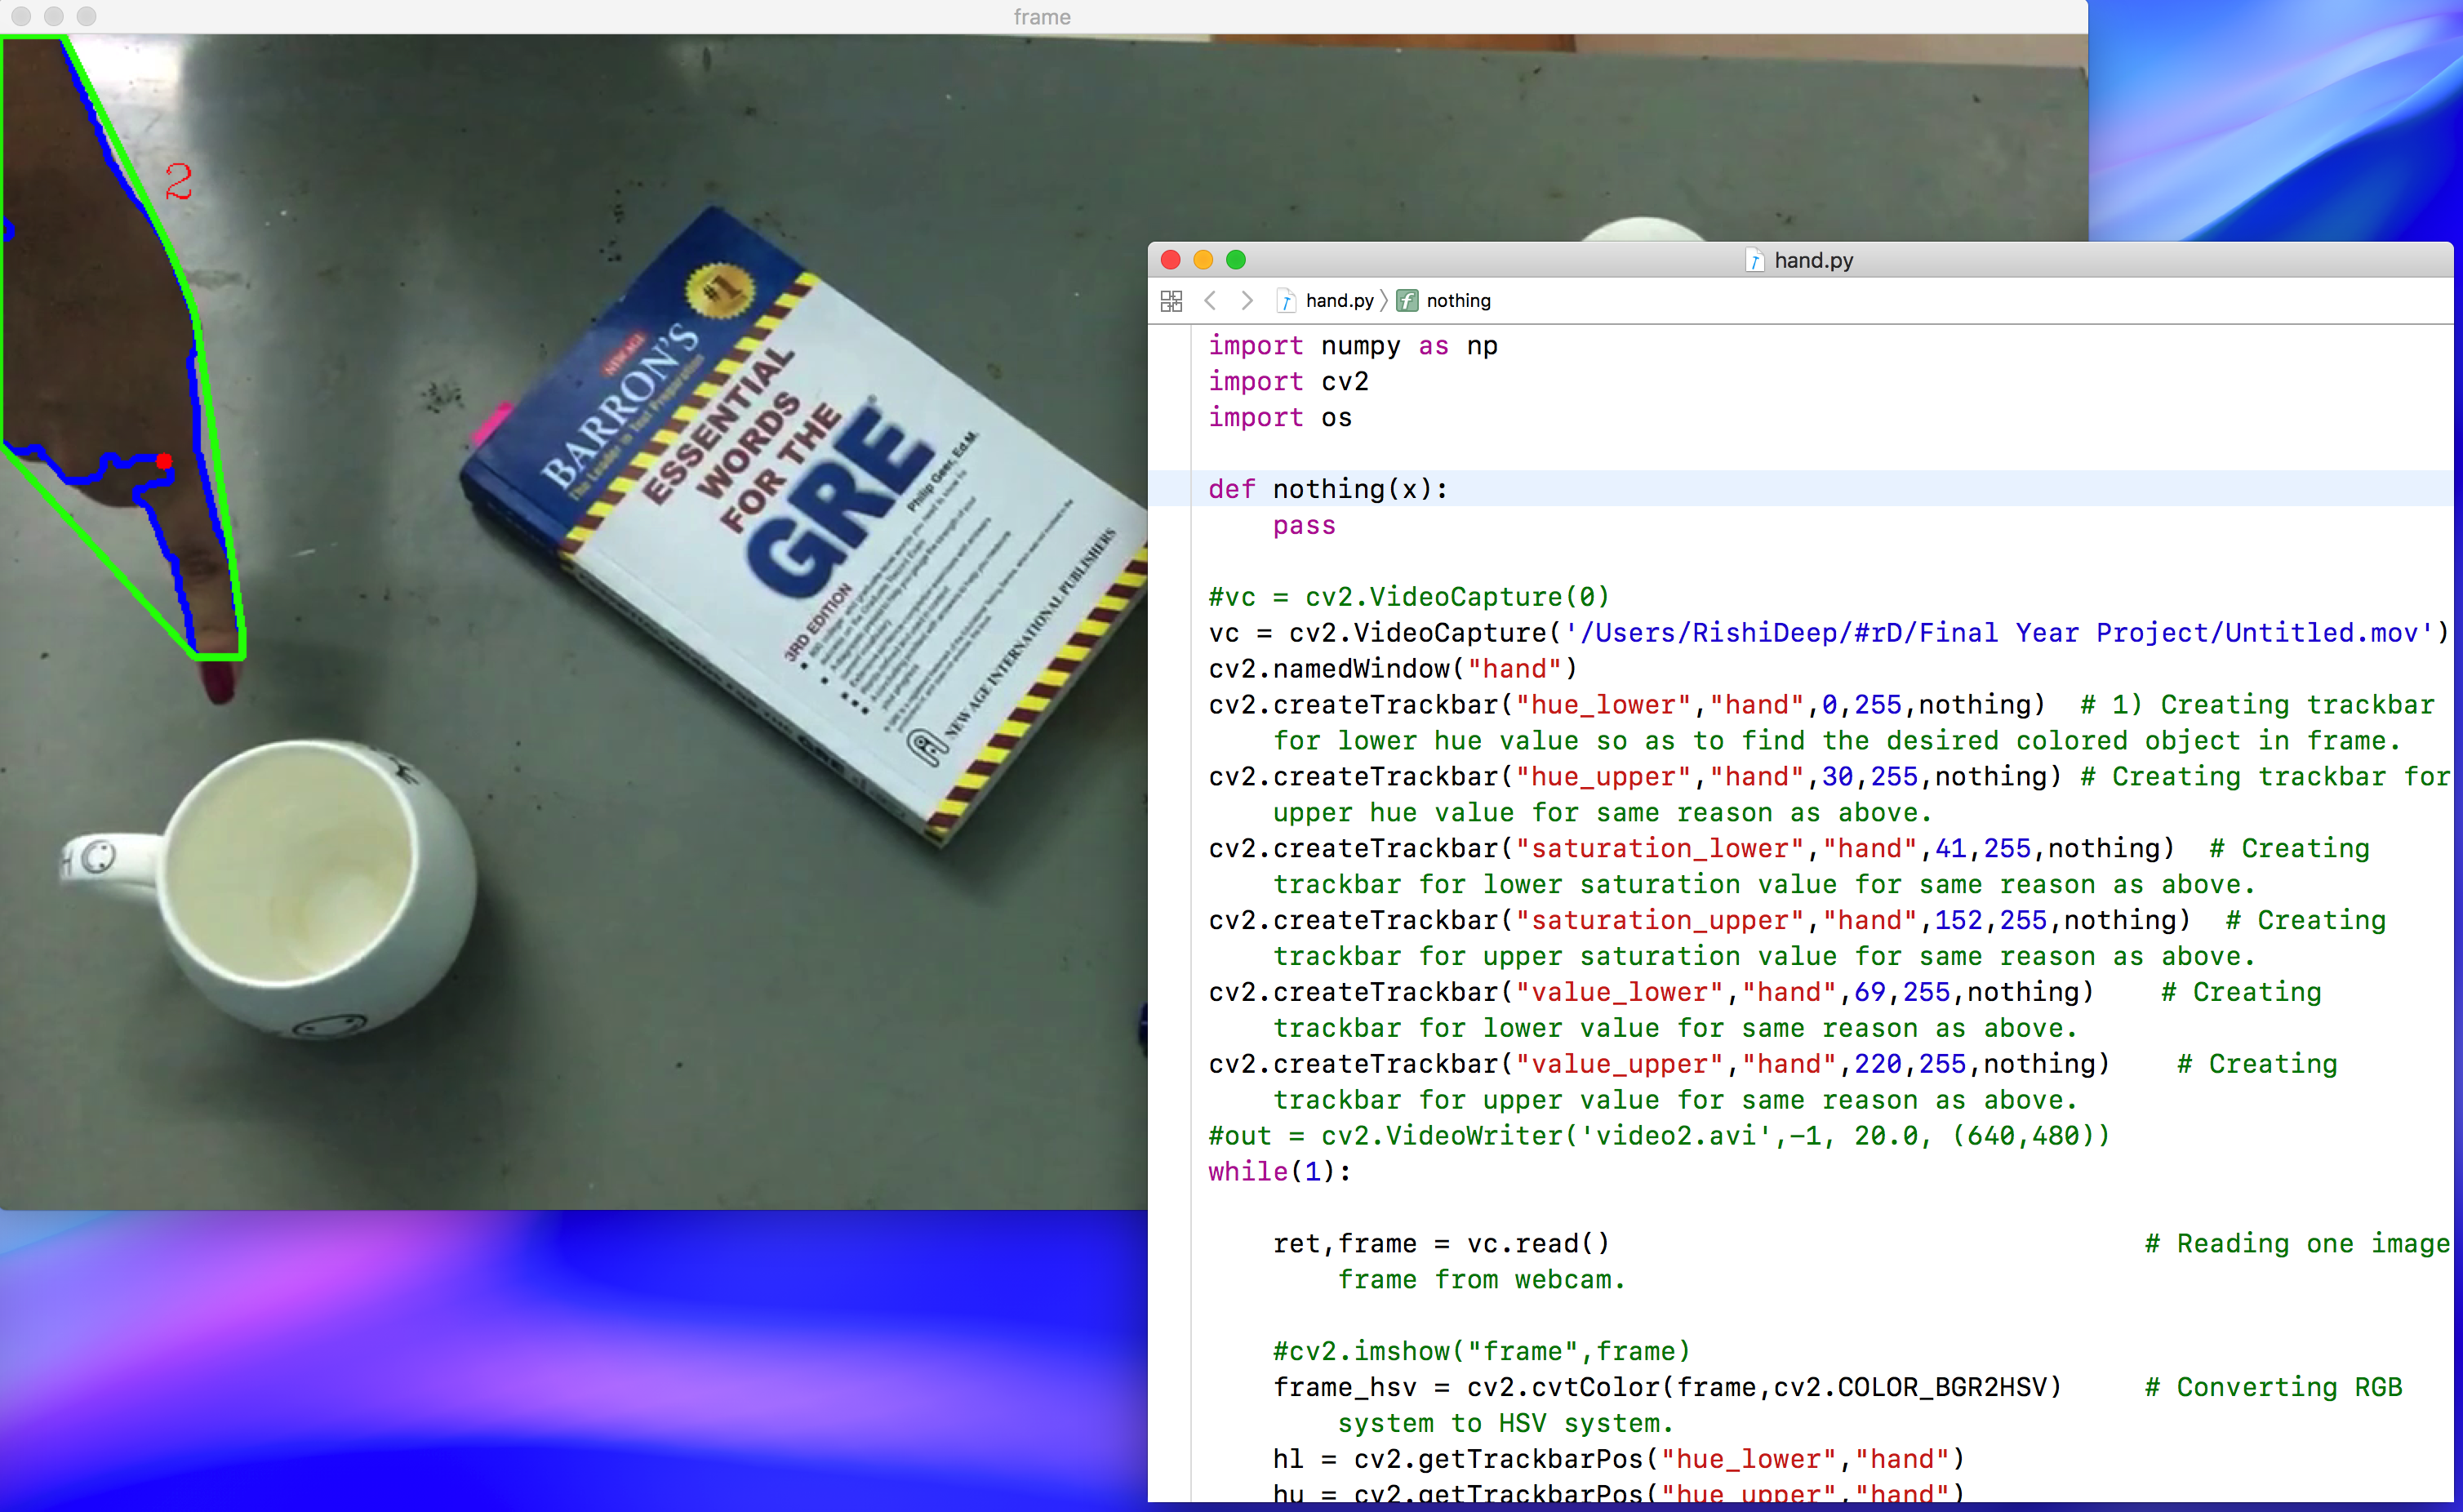 frame
2
#1
NEW AGE
BARRON'S
The Leader in Test Preparation
ESSENTIAL
WORDS
FOR THE
GRE
Philip Geer, Ed.M.
3RD EDITION
NEW AGE INTERNATIONAL PUBLISHERS
hand.py
hand.py nothing
import numpy as np
import cv2
import os
def nothing(x):
pass
#vc = cv2.VideoCapture(0)
vc = cv2.VideoCapture('/Users/RishiDeep/#rD/Final Year Project/Untitled.mov')
cv2.namedWindow("hand")
cv2.createTrackbar("hue_lower","hand",0,255,nothing)  # 1) Creating trackbar
for lower hue value so as to find the desired colored object in frame.
cv2.createTrackbar("hue_upper","hand",30,255,nothing) # Creating trackbar for
upper hue value for same reason as above.
cv2.createTrackbar("saturation_lower","hand",41,255,nothing)  # Creating
trackbar for lower saturation value for same reason as above.
cv2.createTrackbar("saturation_upper","hand",152,255,nothing)  # Creating
trackbar for upper saturation value for same reason as above.
cv2.createTrackbar("value_lower","hand",69,255,nothing)    # Creating
trackbar for lower value for same reason as above.
cv2.createTrackbar("value_upper","hand",220,255,nothing)    # Creating
trackbar for upper value for same reason as above.
#out = cv2.VideoWriter('video2.avi',-1, 20.0, (640,480))
while(1):
ret,frame = vc.read()    # Reading one image
frame from webcam.
#cv2.imshow("frame",frame)
frame_hsv = cv2.cvtColor(frame,cv2.COLOR_BGR2HSV)    # Converting RGB
system to HSV system.
hl = cv2.getTrackbarPos("hue_lower","hand")
hu = cv2.getTrackbarPos("hue_upper","hand")